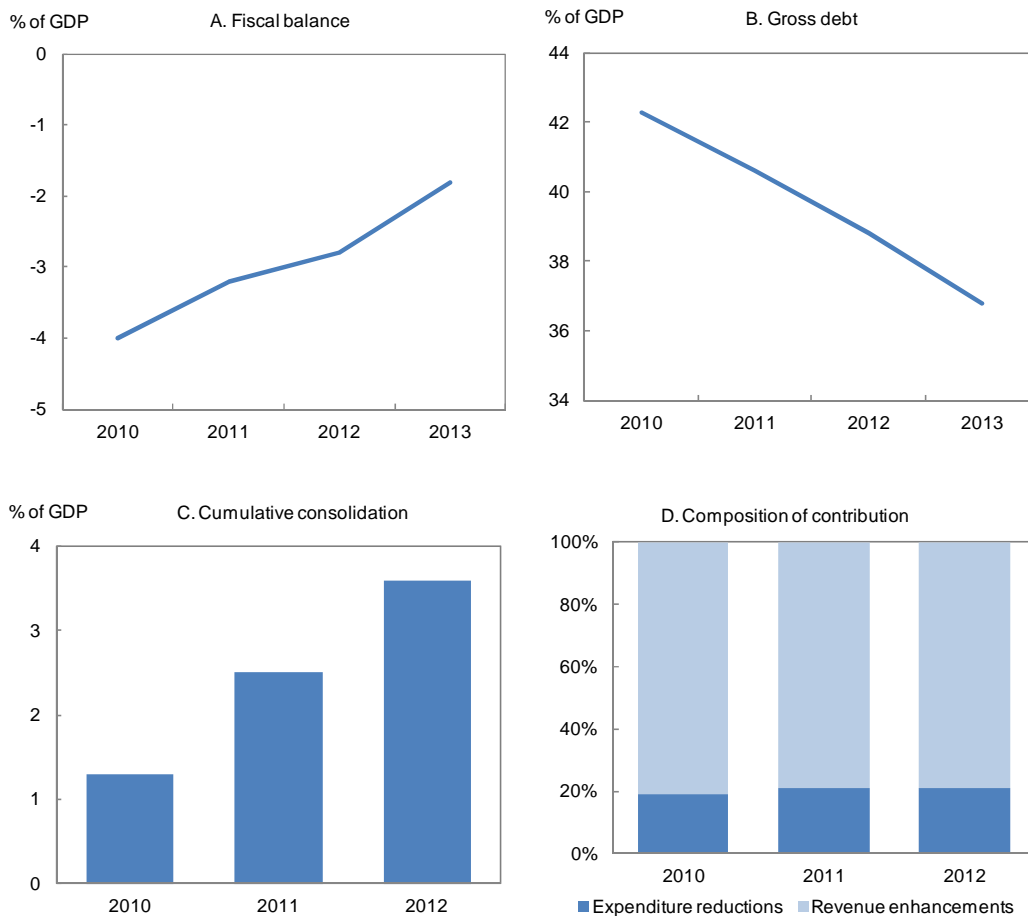 % of GDP
A. Fiscal balance
0
-1
-2
-3
-4
-5
2010 2011 2012 2013
% of GDP
B. Gross debt
44
42
40
38
36
34
2010 2011 2012 2013
% of GDP
C. Cumulative consolidation
4
3
2
1
0
2010 2011 2012
D. Composition of contribution
100%
80%
60%
40%
20%
0%
2010 2011 2012
Expenditure reductions Revenue enhancements